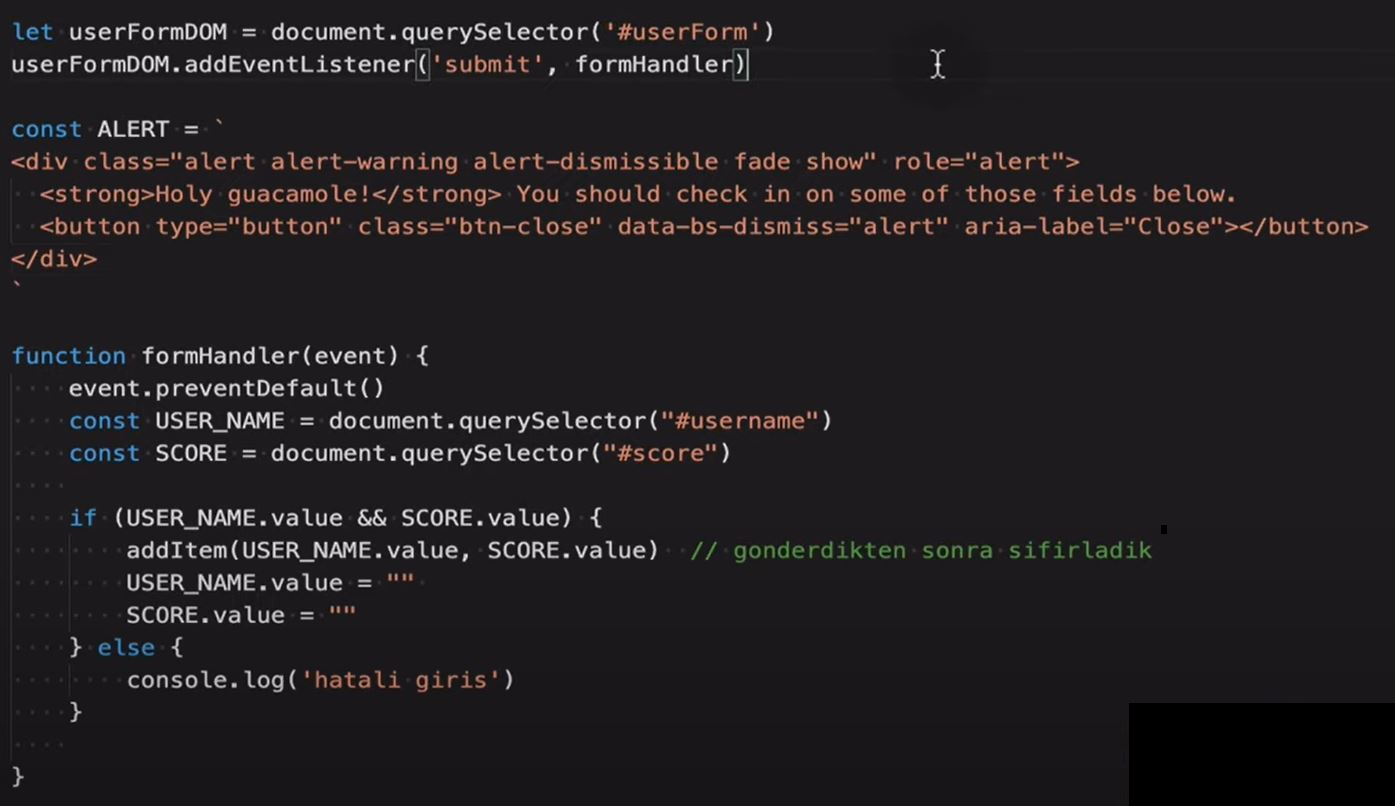 let userFormDOM = document.querySelector('#userForm')
userFormDOM.addEventListener('submit', formHandler)
const ALERT = `
<div class="alert alert-warning alert-dismissible fade show" role="alert">
<strong>Holy guacamole!</strong> You should check in on some of those fields below.
<button type="button" class="btn-close" data-bs-dismiss="alert" aria-label="Close"></button>
</div>
`
function formHandler(event) {
event.preventDefault()
const USER_NAME = document.querySelector("#username")
const SCORE = document.querySelector("#score")
if (USER_NAME.value && SCORE.value) {
addItem(USER_NAME.value, SCORE.value) // gonderdikten sonra sifirladik
USER_NAME.value = ""
SCORE.value = ""
} else {
console.log('hatali giris')
}
}